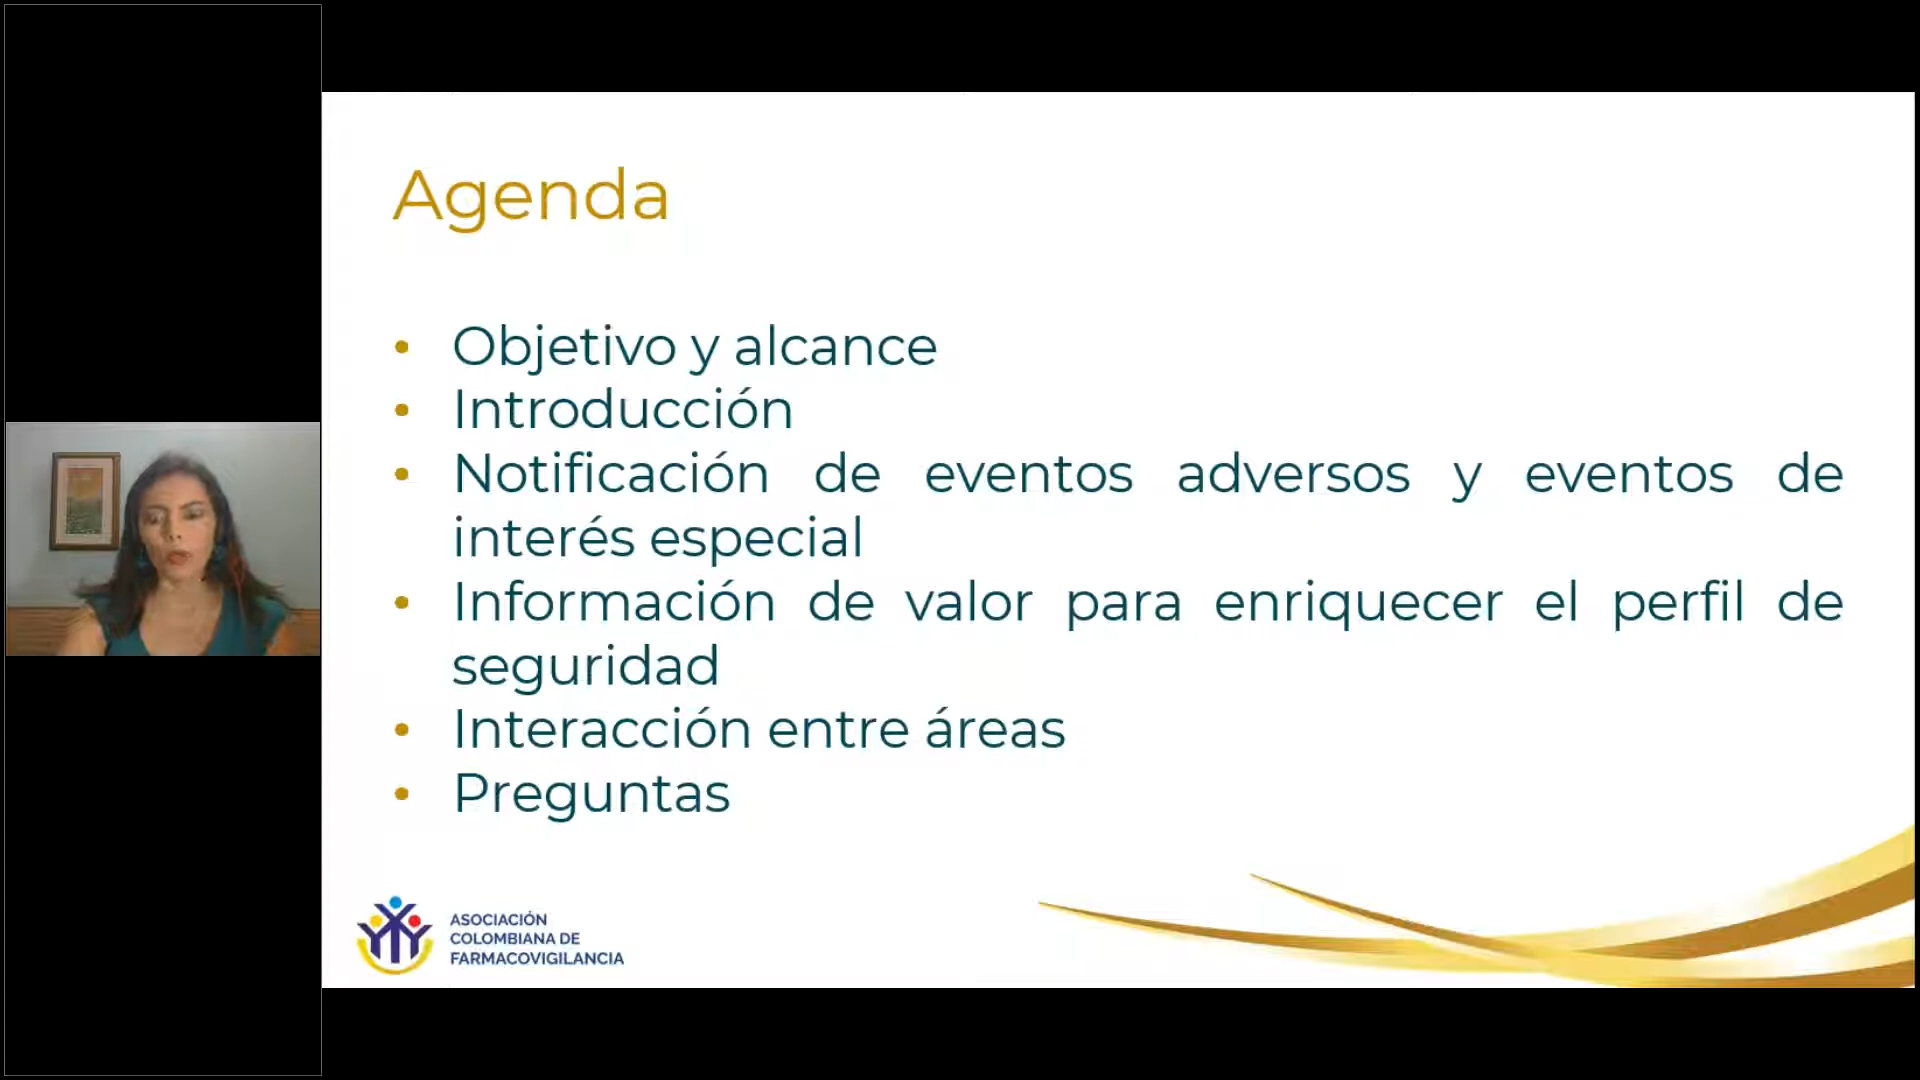 Agenda
• Objetivo y alcance
• Introducción
• Notificación de eventos adversos y eventos de
interés especial
• Información de valor para enriquecer el perfil de
seguridad
• Interacción entre áreas
• Preguntas
ASOCIACIÓN
COLOMBIANA DE
FARMACOVIGILANCIA